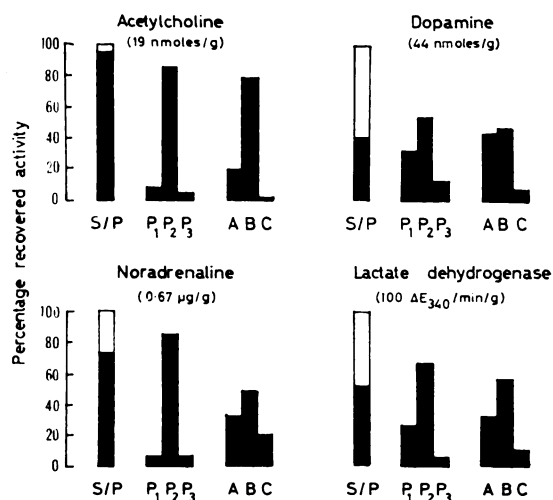 Acetylcholine
(19 nmoles/g)
Dopamine
(44 nmoles/g)
Percentage recovered activity
100
80
60
40
20
0
S/P P₁ P₂ P₃ A B C
S/P P₁ P₂ P₃ A B C
Noradrenaline
(0·67 µg/g)
Lactate dehydrogenase
(100 ΔE₃₄₀/min/g)
100
80
60
40
20
0
S/P P₁ P₂ P₃ A B C
S/P P₁ P₂ P₃ A B C